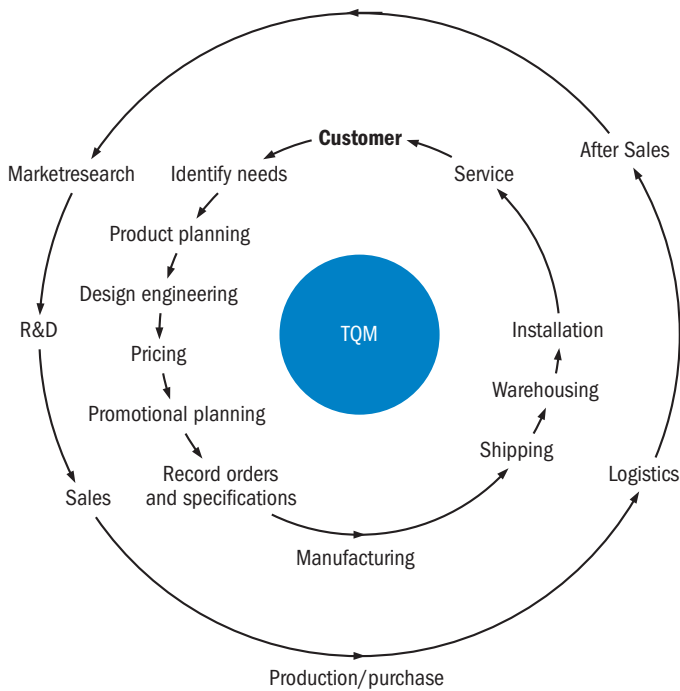 Customer
After Sales
Marketresearch
Identify needs
Service
Product planning
Design engineering
R&D
TQM
Installation
Pricing
Warehousing
Promotional planning
Shipping
Record orders
and specifications
Logistics
Sales
Manufacturing
Production/purchase